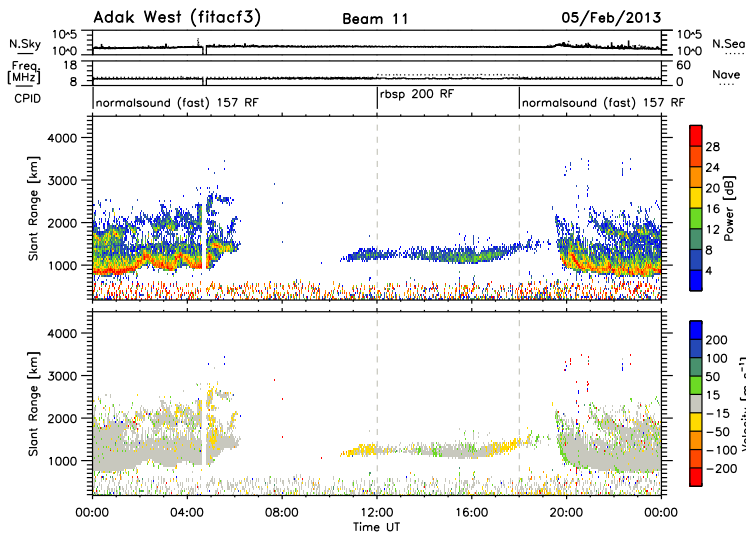 Adak West (fitacf3) Beam 11 05/Feb/2013
N.Sky 10^5 10^0 10^5 10^0 N.Sea
Freq. [MHz] 18 8 60 0 Nave
CPID normalsound (fast) 157 RF rbsp 200 RF normalsound (fast) 157 RF
Slant Range [km]
4000
3000
2000
1000
28
24
20
16
12
8
4
Power [dB]
Slant Range [km]
4000
3000
2000
1000
200
100
50
15
-15
-50
-100
-200
Velocity [m s^-1]
00:00 04:00 08:00 12:00 16:00 20:00 00:00
Time UT